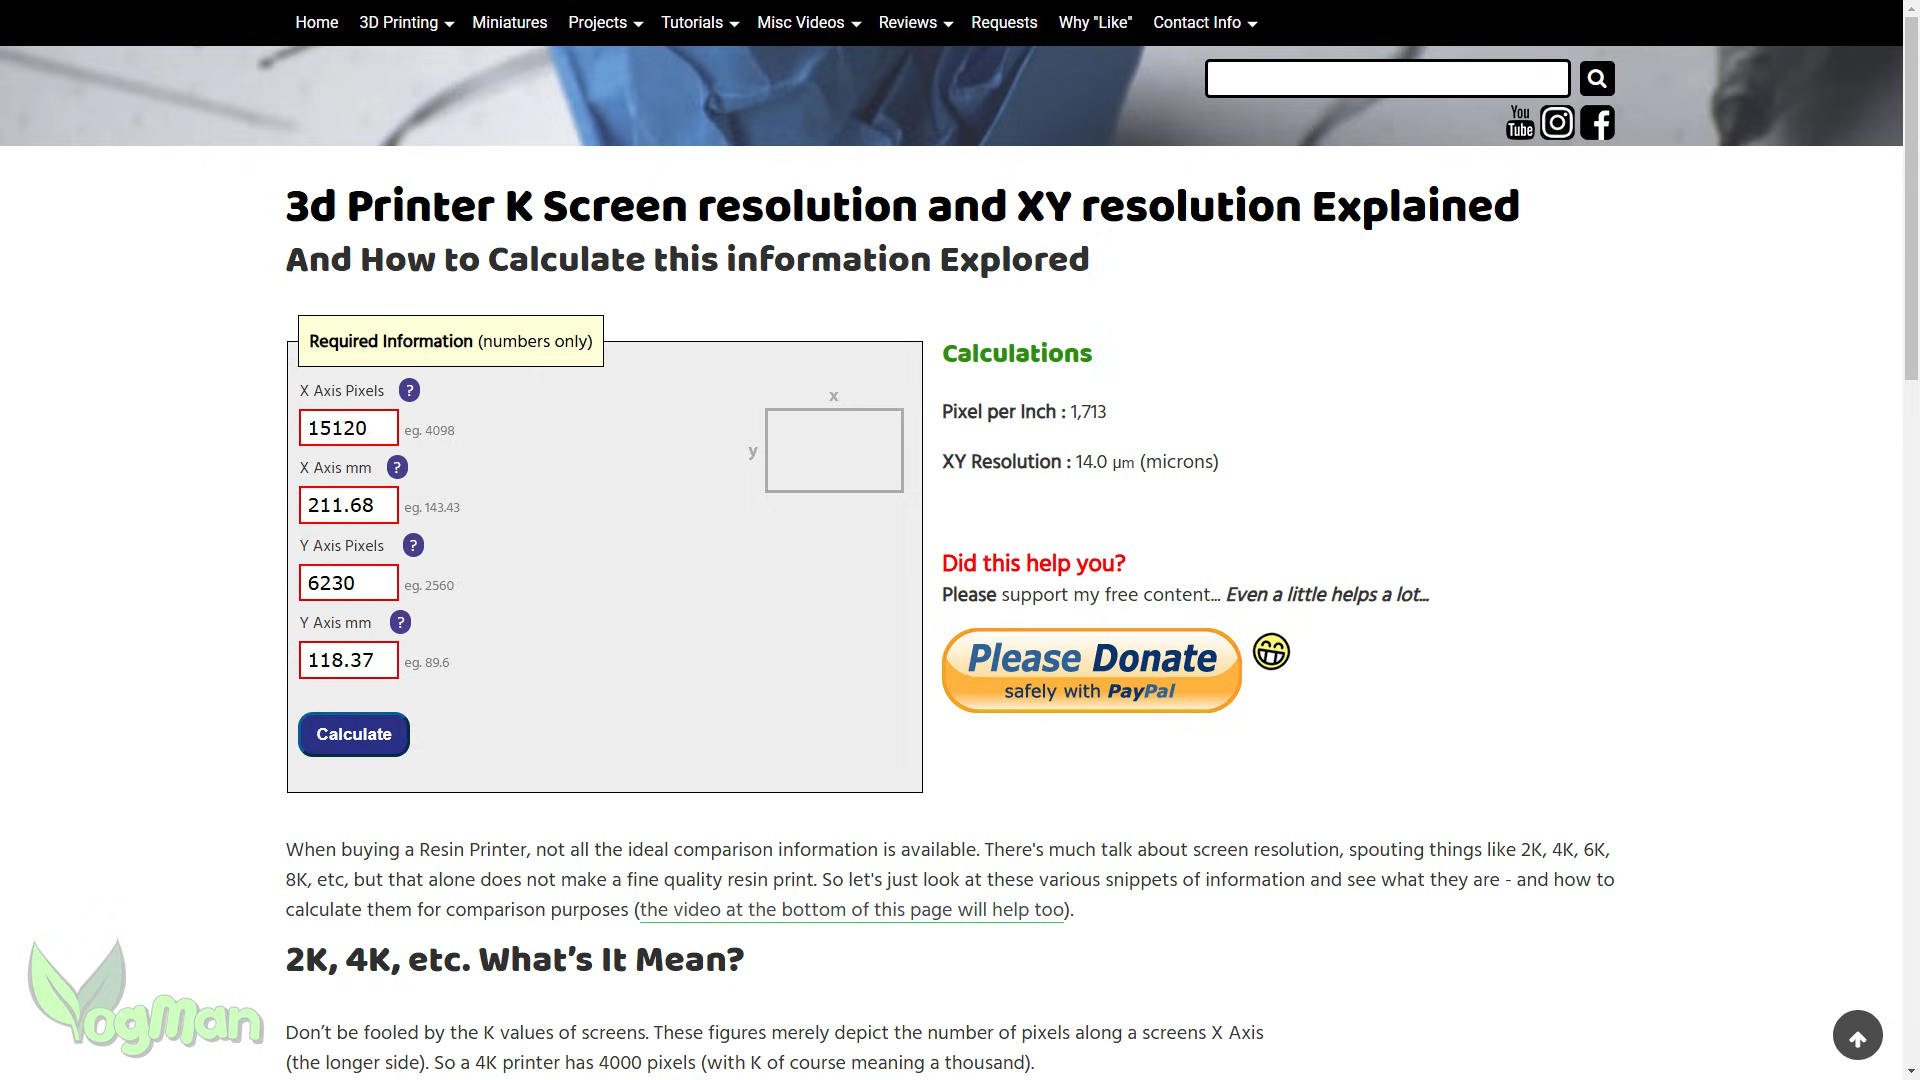 Home 3D Printing Miniatures Projects Tutorials Misc Videos Reviews Requests Why "Like" Contact Info
You
Tube
3d Printer K Screen resolution and XY resolution Explained
And How to Calculate this information Explored
Required Information (numbers only)
X Axis Pixels ?
15120 eg. 4098
X Axis mm ?
211.68 eg. 143.43
Y Axis Pixels ?
6230 eg. 2560
Y Axis mm ?
118.37 eg. 89.6
Calculate
x
y
Calculations
Pixel per Inch : 1,713
XY Resolution : 14.0 µm (microns)
Did this help you?
Please support my free content... Even a little helps a lot...
Please Donate
safely with PayPal
When buying a Resin Printer, not all the ideal comparison information is available. There's much talk about screen resolution, spouting things like 2K, 4K, 6K,
8K, etc, but that alone does not make a fine quality resin print. So let's just look at these various snippets of information and see what they are - and how to
calculate them for comparison purposes (the video at the bottom of this page will help too).
2K, 4K, etc. What’s It Mean?
Don’t be fooled by the K values of screens. These figures merely depict the number of pixels along a screens X Axis
(the longer side). So a 4K printer has 4000 pixels (with K of course meaning a thousand).
YogMan